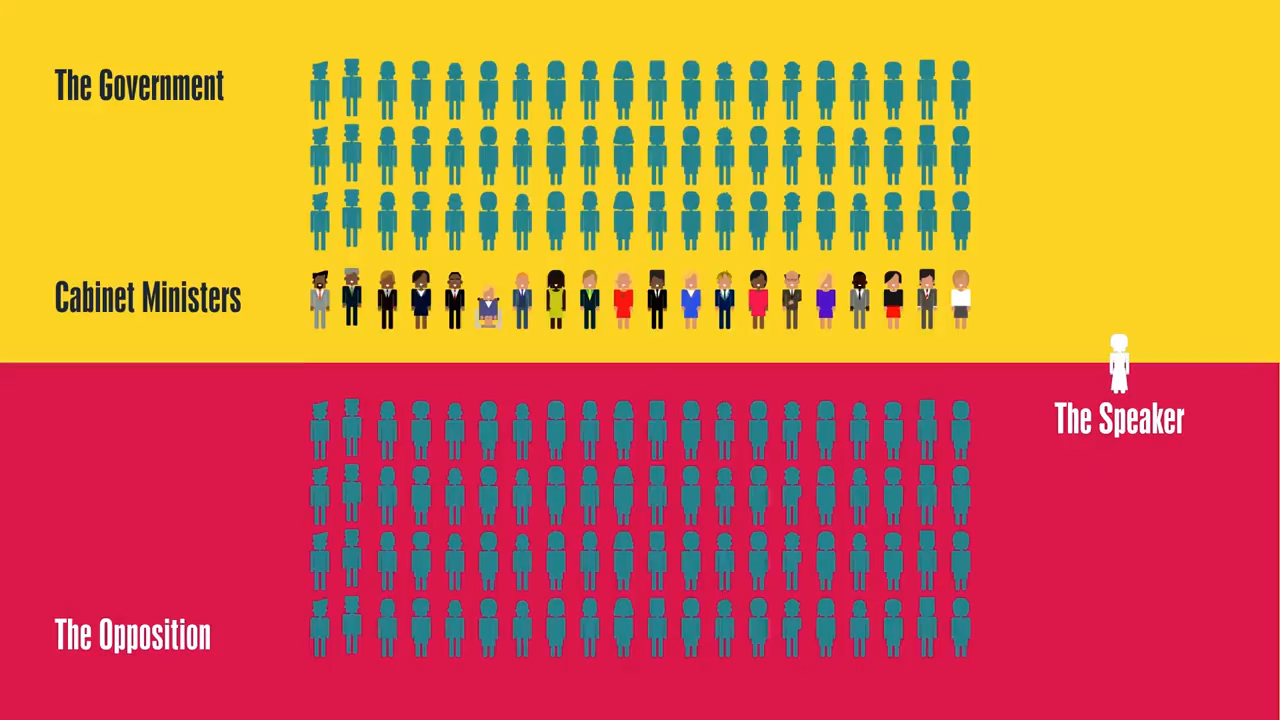 The Government
Cabinet Ministers
The Speaker
The Opposition